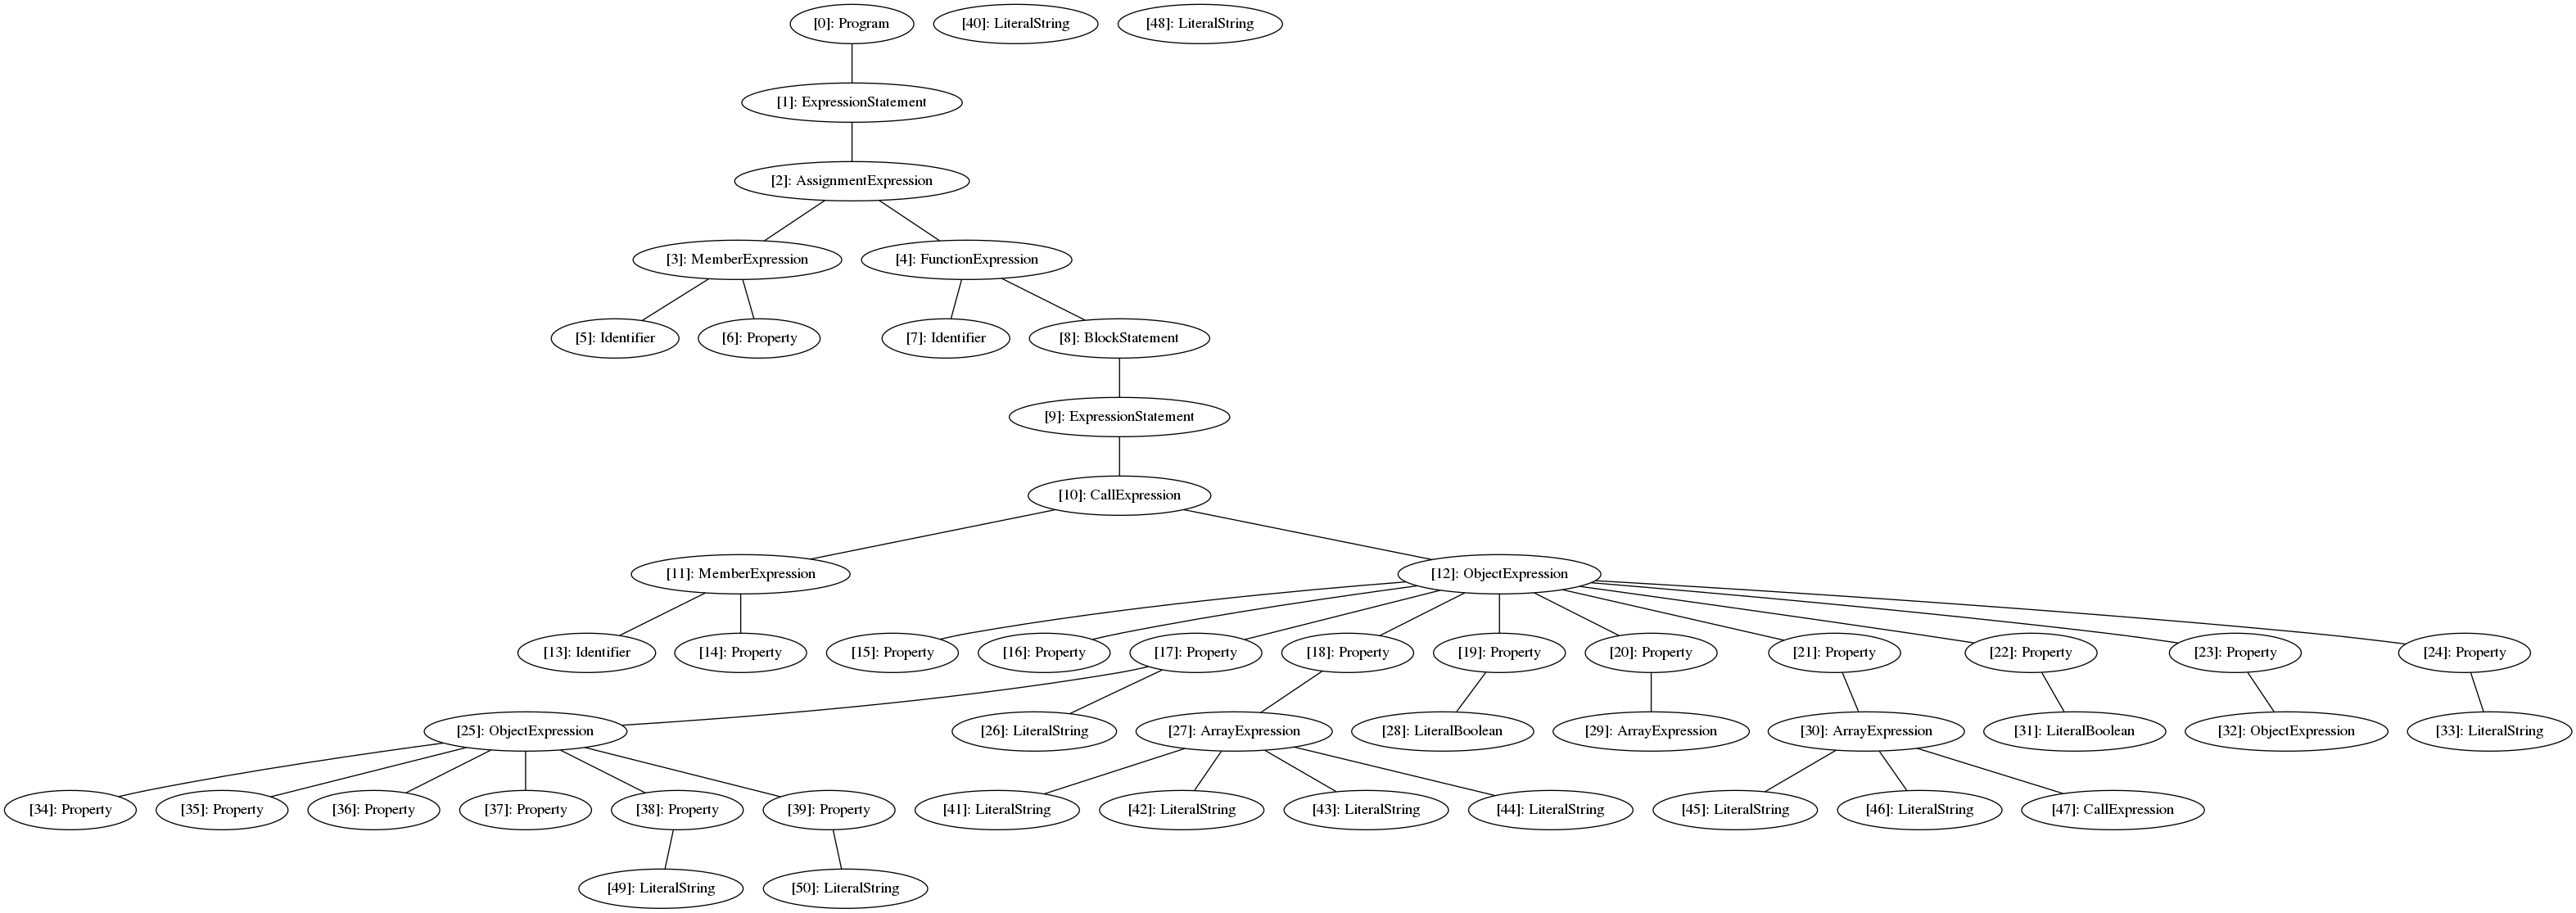 [0]: Program
[40]: LiteralString
[48]: LiteralString
[1]: ExpressionStatement
[2]: AssignmentExpression
[3]: MemberExpression
[4]: FunctionExpression
[5]: Identifier
[6]: Property
[7]: Identifier
[8]: BlockStatement
[9]: ExpressionStatement
[10]: CallExpression
[11]: MemberExpression
[12]: ObjectExpression
[13]: Identifier
[14]: Property
[15]: Property
[16]: Property
[17]: Property
[18]: Property
[19]: Property
[20]: Property
[21]: Property
[22]: Property
[23]: Property
[24]: Property
[25]: ObjectExpression
[26]: LiteralString
[27]: ArrayExpression
[28]: LiteralBoolean
[29]: ArrayExpression
[30]: ArrayExpression
[31]: LiteralBoolean
[32]: ObjectExpression
[33]: LiteralString
[34]: Property
[35]: Property
[36]: Property
[37]: Property
[38]: Property
[39]: Property
[41]: LiteralString
[42]: LiteralString
[43]: LiteralString
[44]: LiteralString
[45]: LiteralString
[46]: LiteralString
[47]: CallExpression
[49]: LiteralString
[50]: LiteralString